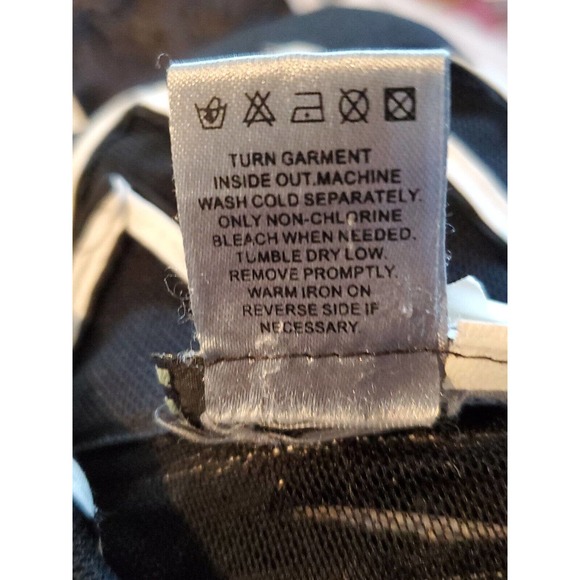 TURN GARMENT
INSIDE OUT.MACHINE
WASH COLD SEPARATELY.
ONLY NON-CHLORINE
BLEACH WHEN NEEDED.
TUMBLE DRY LOW.
REMOVE PROMPTLY.
WARM IRON ON
REVERSE SIDE IF
NECESSARY.